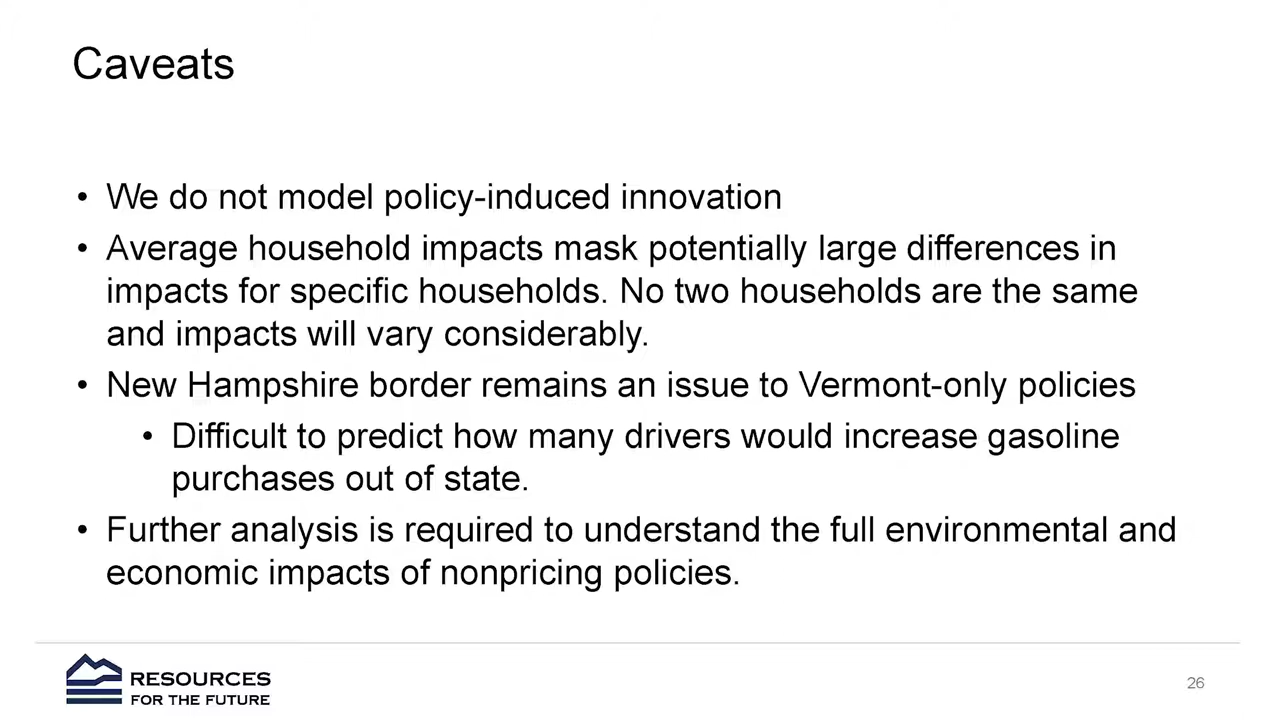 Caveats
• We do not model policy-induced innovation
• Average household impacts mask potentially large differences in
impacts for specific households. No two households are the same
and impacts will vary considerably.
• New Hampshire border remains an issue to Vermont-only policies
• Difficult to predict how many drivers would increase gasoline
purchases out of state.
• Further analysis is required to understand the full environmental and
economic impacts of nonpricing policies.
RESOURCES
FOR THE FUTURE
26